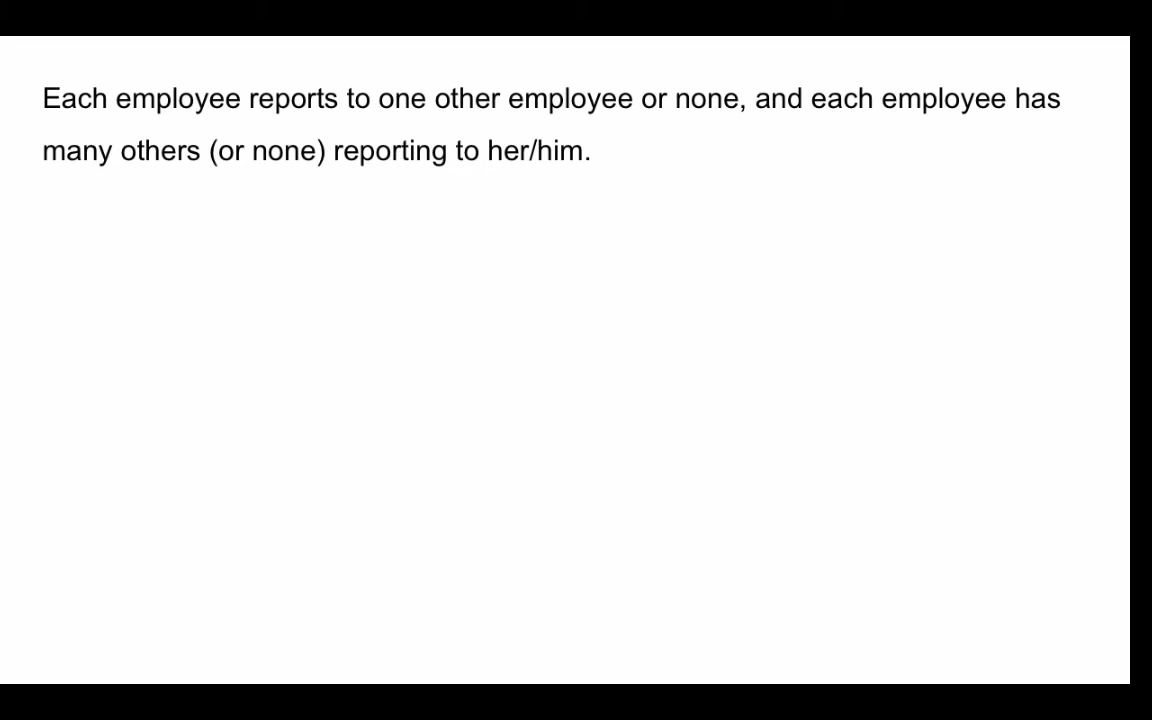 Each employee reports to one other employee or none, and each employee has
many others (or none) reporting to her/him.